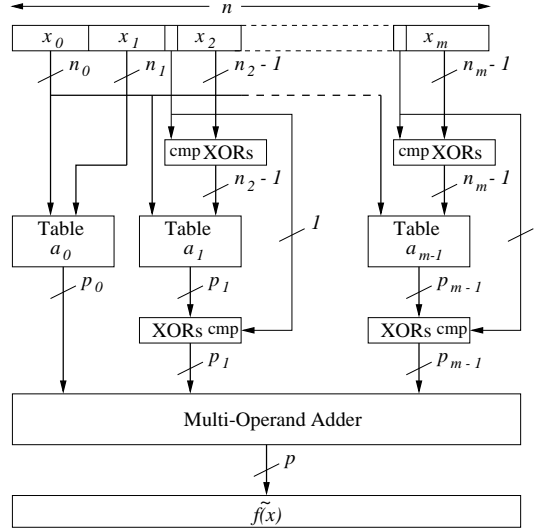 n
x0 x1 x2 xm
n0 n1 n2 - 1 nm - 1
cmp XORs cmp XORs
n2 - 1 nm - 1
1
Table a0 Table a1 Table am-1
p0 p1 pm - 1
XORs cmp XORs cmp
p1 pm - 1
Multi-Operand Adder
p
f̃(x)